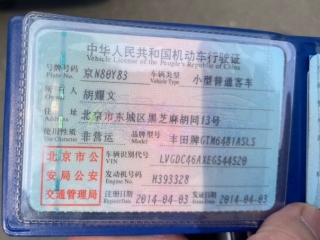 中华人民共和国机动车行驶证
Vehicle License of the People's Republic of China
号牌号码 京N80Y83 车辆类型 小型普通客车
Plate No. Vehicle Type
所有人 胡耀文
住址 北京市东城区黑芝麻胡同13号
使用性质 非营运 品牌型号 丰田牌GTM6481ASLS
北京市公安局公安交通管理局
车辆识别代号 LVGDC46AXEG544520
VIN
发动机号码 H393328
Engine No.
注册日期 2014-04-03 发证日期 2014-04-03
Register Date Issue Date